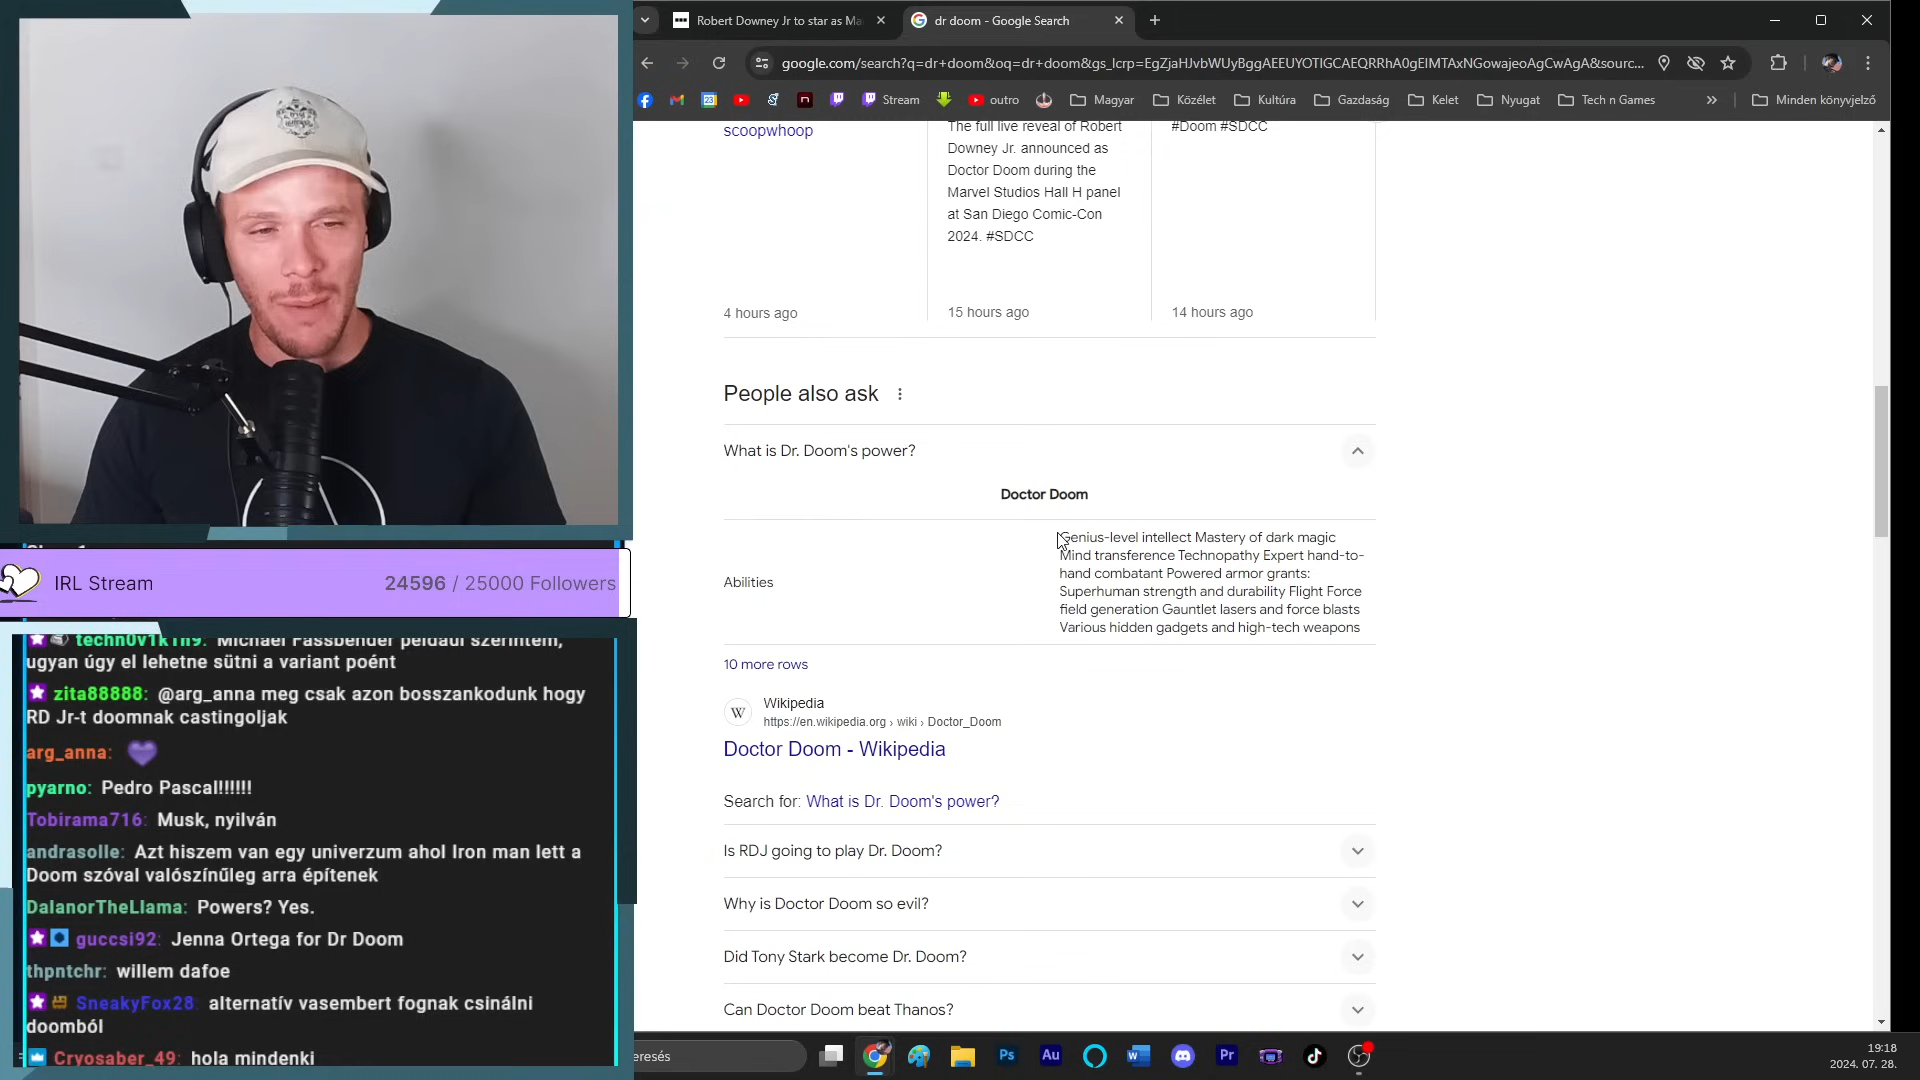 Robert Downey Jr to star as Ma
dr doom - Google Search
google.com/search?q=dr+doom&oq=dr+doom&gs_lcrp=EgZjaHJvbWUyBggAEEUYOTIGCAEQRRhA0gEIMTAxNGowajeoAgCwAgA&sourc...
Stream
outro
Magyar
Közélet
Kultúra
Gazdaság
Kelet
Nyugat
Tech n Games
»
Minden könyvjelző
scoopwhoop
4 hours ago
The full live reveal of Robert
Downey Jr. announced as
Doctor Doom during the
Marvel Studios Hall H panel
at San Diego Comic-Con
2024. #SDCC
15 hours ago
#Doom #SDCC
14 hours ago
People also ask
What is Dr. Doom's power?
Doctor Doom
Abilities
Genius-level intellect Mastery of dark magic
Mind transference Technopathy Expert hand-to-
hand combatant Powered armor grants:
Superhuman strength and durability Flight Force
field generation Gauntlet lasers and force blasts
Various hidden gadgets and high-tech weapons
10 more rows
W
Wikipedia
https://en.wikipedia.org › wiki › Doctor_Doom
Doctor Doom - Wikipedia
Search for: What is Dr. Doom's power?
Is RDJ going to play Dr. Doom?
Why is Doctor Doom so evil?
Did Tony Stark become Dr. Doom?
Can Doctor Doom beat Thanos?
IRL Stream 24596 / 25000 Followers
techn0v1k1n9: Michael Fassbender például szerintem,
ugyan úgy el lehetne sütni a variant poént
zita88888: @arg_anna meg csak azon bosszankodunk hogy
RD Jr-t doomnak castingoljak
arg_anna:
pyarno: Pedro Pascal!!!!!!
Tobirama716: Musk, nyilván
andrasolle: Azt hiszem van egy univerzum ahol Iron man lett a
Doom szóval valószínűleg arra építenek
DalanorTheLlama: Powers? Yes.
guccsi92: Jenna Ortega for Dr Doom
thpntchr: willem dafoe
SneakyFox28: alternatív vasembert fognak csinálni
doomból
Cryosaber_49: hola mindenki
eresés
Ps
Au
W
Pr
19:18
2024. 07. 28.